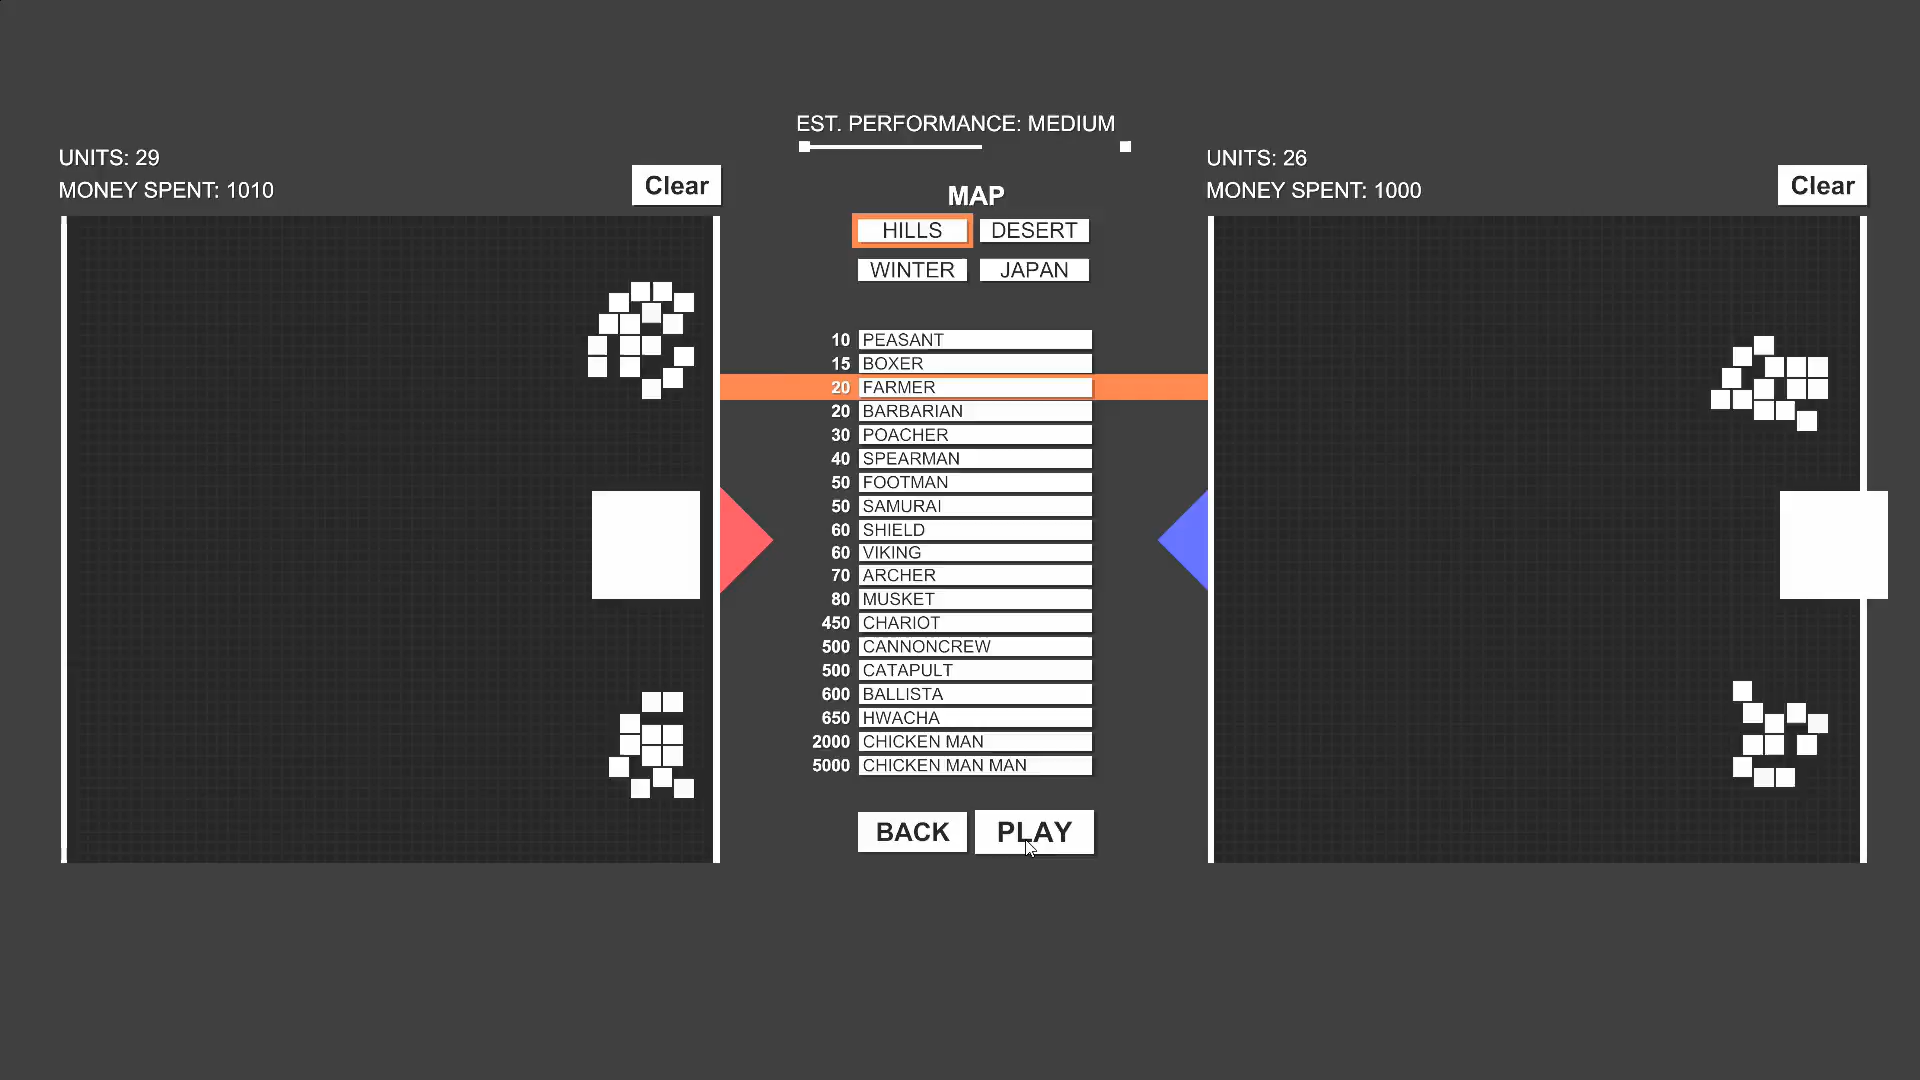 EST. PERFORMANCE: MEDIUM
UNITS: 29
MONEY SPENT: 1010
Clear
MAP
HILLS
DESERT
WINTER
JAPAN
UNITS: 26
MONEY SPENT: 1000
Clear
10 PEASANT
15 BOXER
20 FARMER
20 BARBARIAN
30 POACHER
40 SPEARMAN
50 FOOTMAN
50 SAMURAI
60 SHIELD
60 VIKING
70 ARCHER
80 MUSKET
450 CHARIOT
500 CANNONCREW
500 CATAPULT
600 BALLISTA
650 HWACHA
2000 CHICKEN MAN
5000 CHICKEN MAN MAN
BACK
PLAY